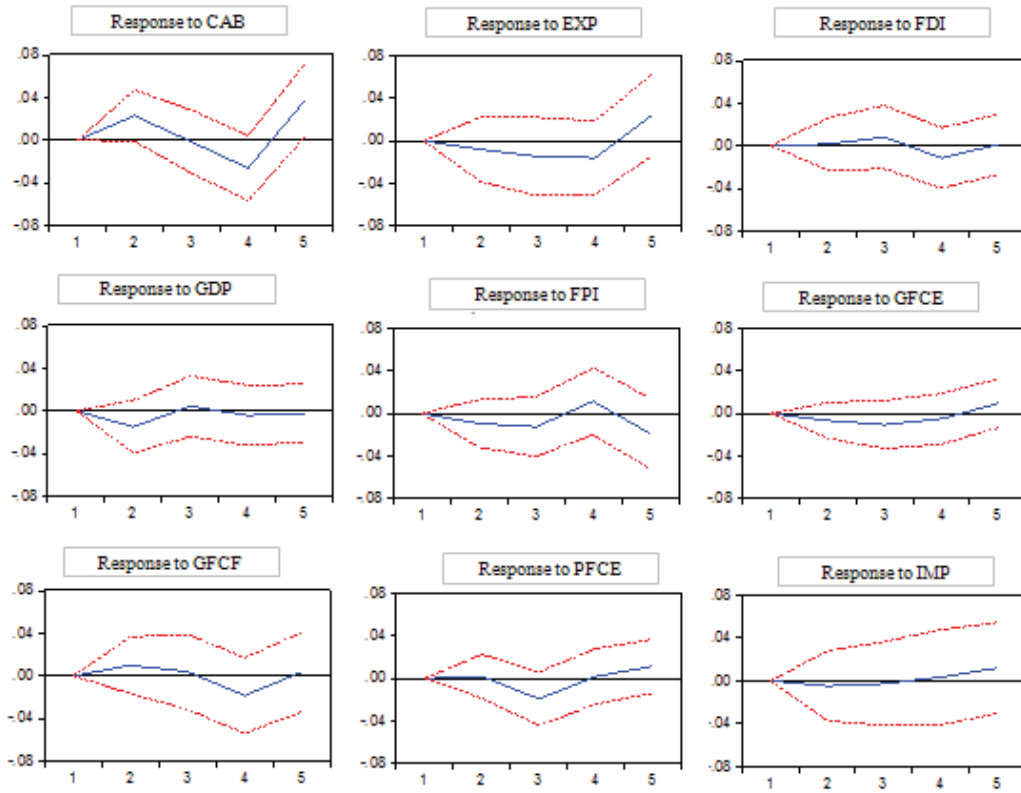 Response to CAB
Response to EXP
Response to FDI
.08
.04
.00
-.04
-.08
1 2 3 4 5
.08
.04
.00
-.04
-.08
1 2 3 4 5
.08
.04
.00
-.04
-.08
1 2 3 4 5
Response to GDP
Response to FPI
Response to GFCE
.08
.04
.00
-.04
-.08
1 2 3 4 5
.08
.04
.00
-.04
-.08
1 2 3 4 5
.08
.04
.00
-.04
-.08
1 2 3 4 5
Response to GFCF
Response to PFCE
Response to IMP
.08
.04
.00
-.04
-.08
1 2 3 4 5
.08
.04
.00
-.04
-.08
1 2 3 4 5
.08
.04
.00
-.04
-.08
1 2 3 4 5